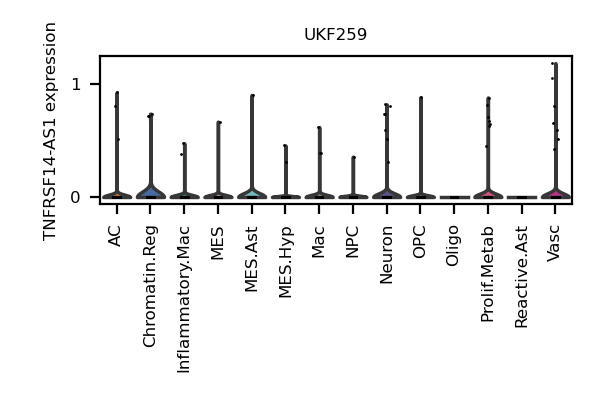 UKF259
TNFRSF14-AS1 expression
1
0
AC
Chromatin.Reg
Inflammatory.Mac
MES
MES.Ast
MES.Hyp
Mac
NPC
Neuron
OPC
Oligo
Prolif.Metab
Reactive.Ast
Vasc